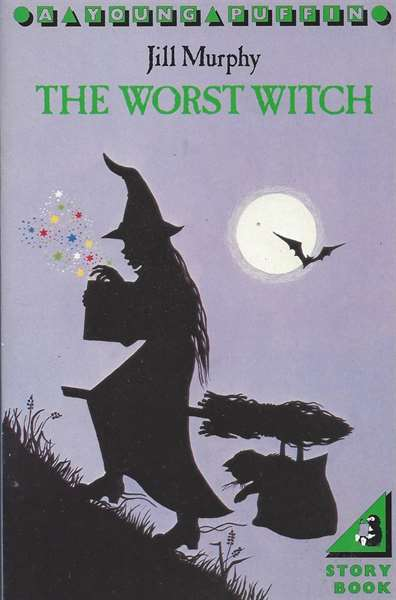 A YOUNG PUFFIN
Jill Murphy
THE WORST WITCH
STORY
BOOK